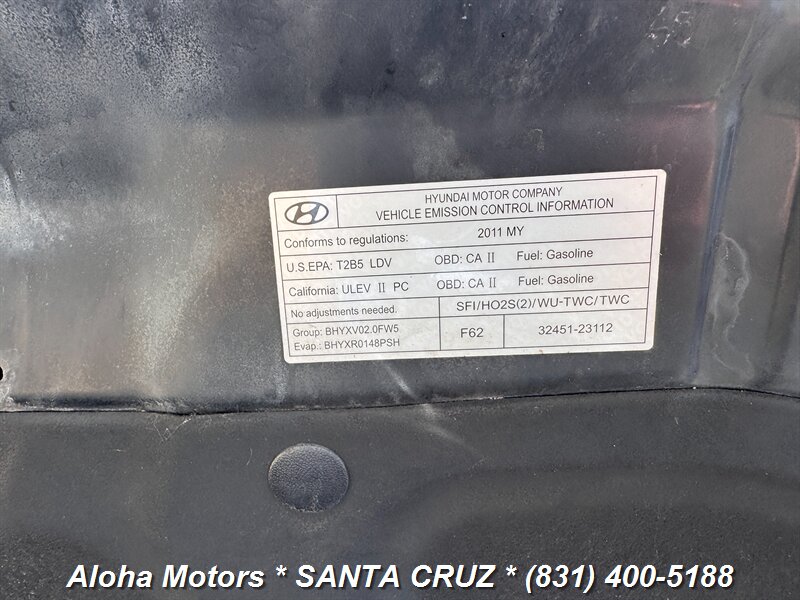 HYUNDAI MOTOR COMPANY
VEHICLE EMISSION CONTROL INFORMATION
Conforms to regulations: 2011 MY
U.S.EPA: T2B5 LDV OBD: CA II Fuel: Gasoline
California: ULEV II PC OBD: CA II Fuel: Gasoline
No adjustments needed. SFI/HO2S(2)/WU-TWC/TWC
Group: BHYXV02.0FW5 F62 32451-23112
Evap.: BHYXR0148PSH
Aloha Motors * SANTA CRUZ * (831) 400-5188